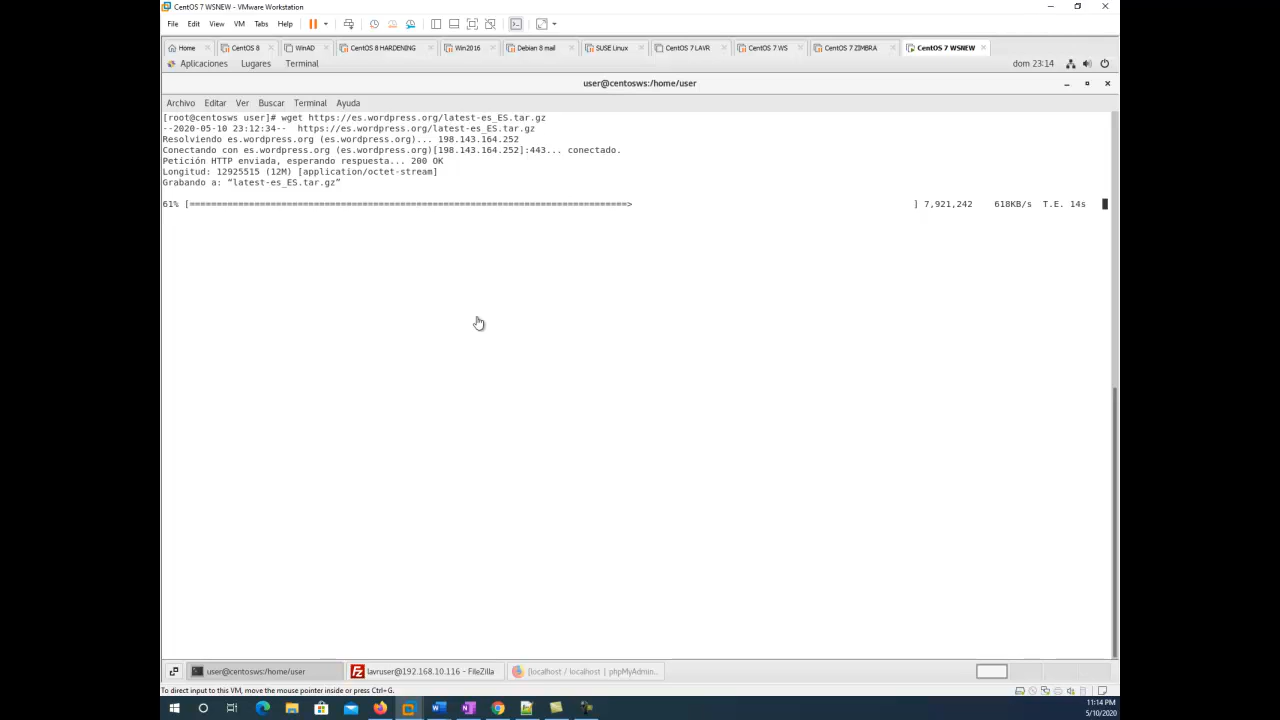 CentOS 7 WSNEW - VMware Workstation
File Edit View VM Tabs Help
Home CentOS 8 WinAD CentOS 8 HARDENING Win2016 Debian 8 mail SUSE Linux CentOS 7 LAVR CentOS 7 WS CentOS 7 ZIMBRA CentOS 7 WSNEW
Aplicaciones Lugares Terminal dom 23:14
user@centosws:/home/user
Archivo Editar Ver Buscar Terminal Ayuda
[root@centosws user]# wget https://es.wordpress.org/latest-es_ES.tar.gz
--2020-05-10 23:12:34-- https://es.wordpress.org/latest-es_ES.tar.gz
Resolviendo es.wordpress.org (es.wordpress.org)... 198.143.164.252
Conectando con es.wordpress.org (es.wordpress.org)[198.143.164.252]:443... conectado.
Petición HTTP enviada, esperando respuesta... 200 OK
Longitud: 12925515 (12M) [application/octet-stream]
Grabando a: “latest-es_ES.tar.gz”
61% [================================================================================> ] 7,921,242 618KB/s T.E. 14s
user@centosws:/home/user lavruser@192.168.10.116 - FileZilla [localhost / localhost | phpMyAdmin...
To direct input to this VM, move the mouse pointer inside or press Ctrl+G.
11:14 PM
5/10/2020